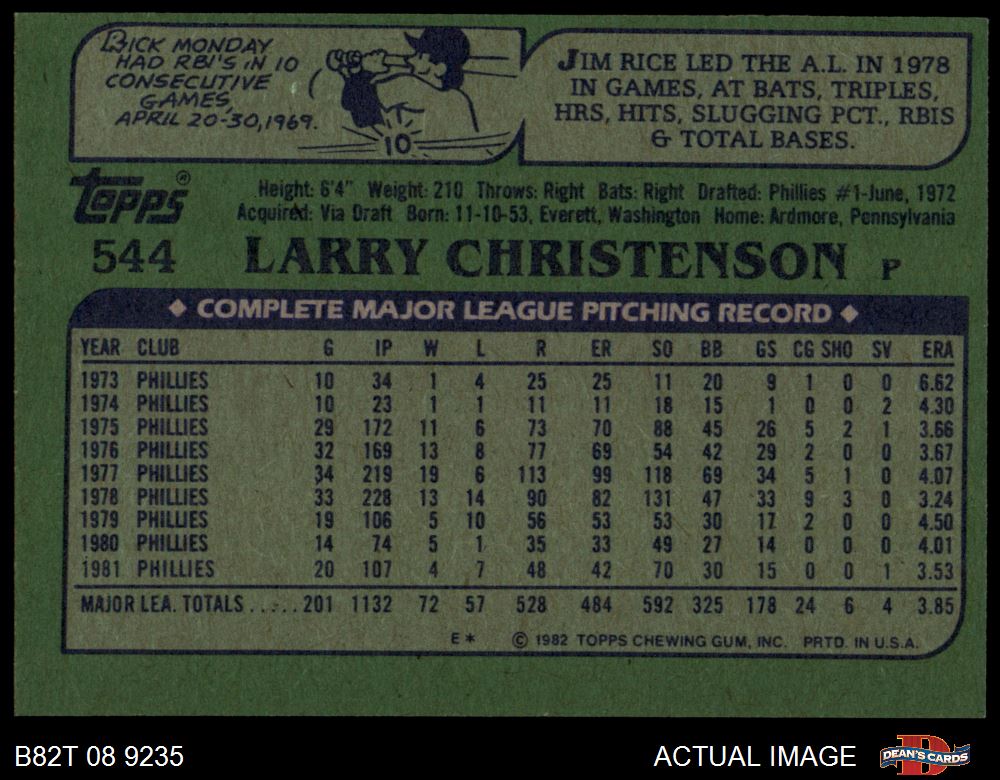 RICK MONDAY
HAD RBI'S IN 10
CONSECUTIVE
GAMES,
APRIL 20-30, 1969.
10
JIM RICE LED THE A.L. IN 1978
IN GAMES, AT BATS, TRIPLES,
HRS, HITS, SLUGGING PCT., RBIS
& TOTAL BASES.
Topps®
Height: 6'4" Weight: 210 Throws: Right Bats: Right Drafted: Phillies #1-June, 1972
Acquired: Via Draft Born: 11-10-53, Everett, Washington Home: Ardmore, Pennsylvania
544 LARRY CHRISTENSON P
◆ COMPLETE MAJOR LEAGUE PITCHING RECORD ◆
YEAR CLUB G IP W L R ER SO BB GS CG SHO SV ERA
1973 PHILLIES 10 34 1 4 25 25 11 20 9 1 0 0 6.62
1974 PHILLIES 10 23 1 1 11 11 18 15 1 0 0 2 4.30
1975 PHILLIES 29 172 11 6 73 70 88 45 26 5 2 1 3.66
1976 PHILLIES 32 169 13 8 77 69 54 42 29 2 0 0 3.67
1977 PHILLIES 34 219 19 6 113 99 118 69 34 5 1 0 4.07
1978 PHILLIES 33 228 13 14 90 82 131 47 33 9 3 0 3.24
1979 PHILLIES 19 106 5 10 56 53 53 30 17 2 0 0 4.50
1980 PHILLIES 14 74 5 1 35 33 49 27 14 0 0 0 4.01
1981 PHILLIES 20 107 4 7 48 42 70 30 15 0 0 1 3.53
MAJOR LEA. TOTALS ..... 201 1132 72 57 528 484 592 325 178 24 6 4 3.85
E* © 1982 TOPPS CHEWING GUM, INC. PRTD. IN U.S.A.
B82T 08 9235
ACTUAL IMAGE
D
DEAN'S CARDS